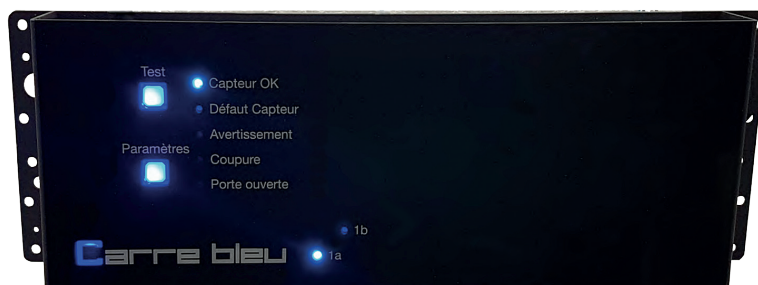 Test
Capteur OK
Défaut Capteur
Avertissement
Paramètres
Coupure
Porte ouverte
1b
Carre bleu
1a